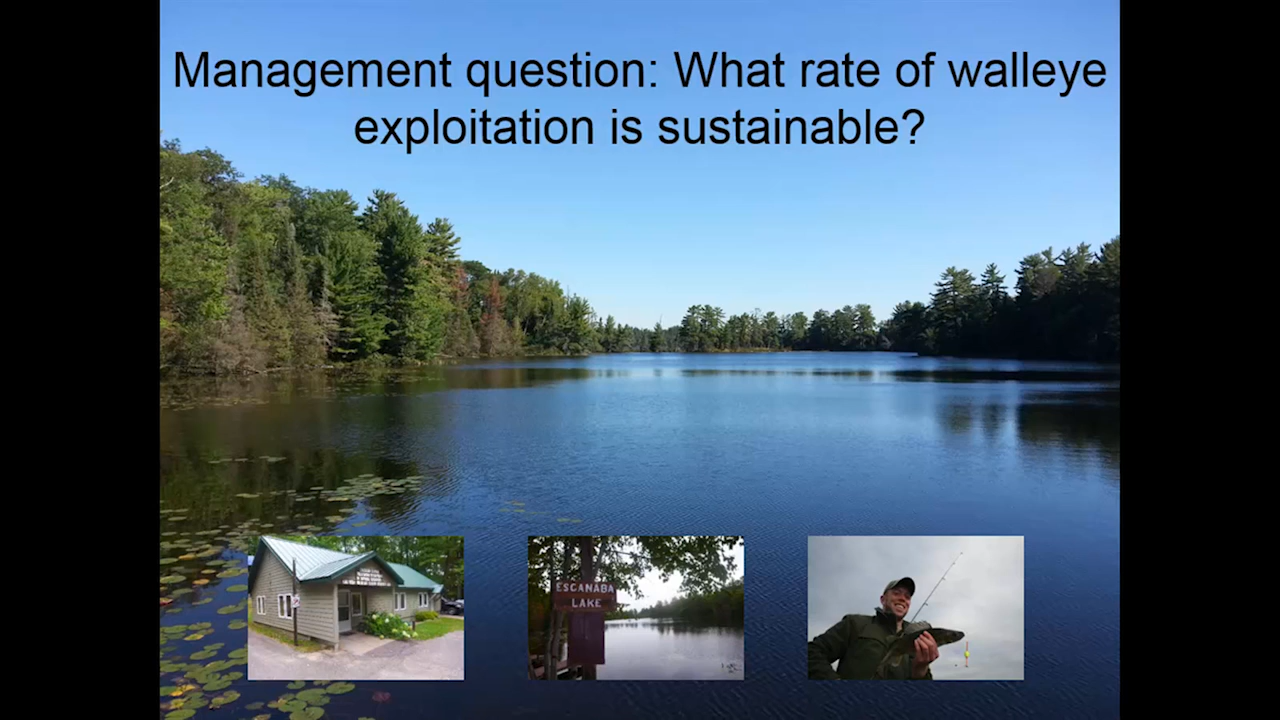 Management question: What rate of walleye
exploitation is sustainable?
ESCANABA
LAKE